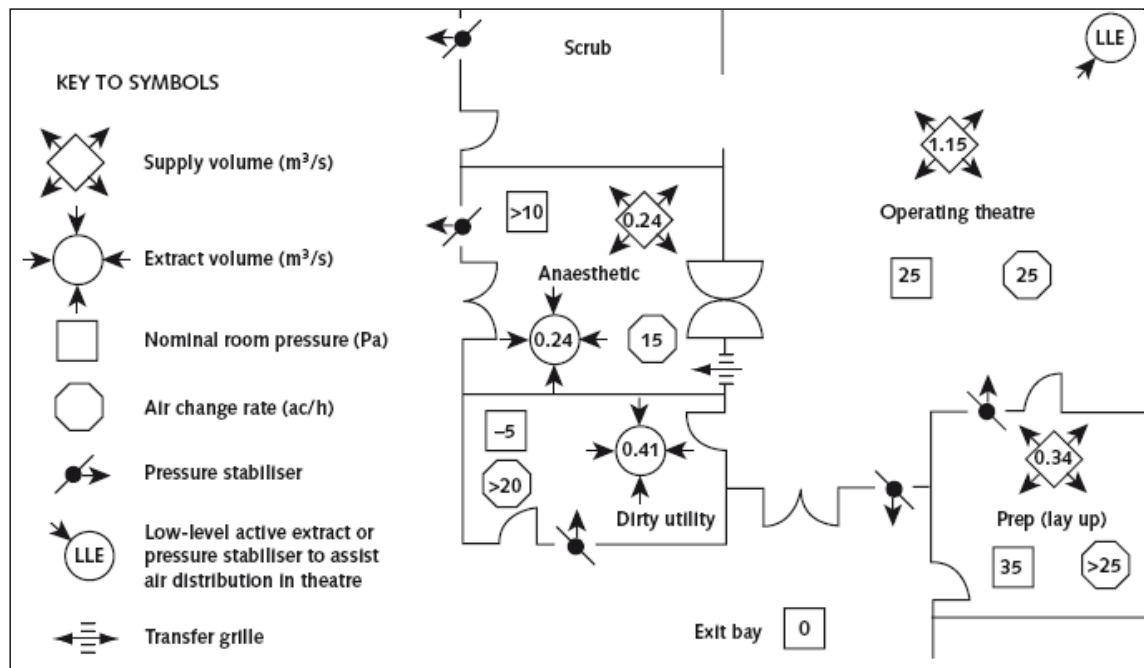 KEY TO SYMBOLS
Supply volume (m³/s)
Extract volume (m³/s)
Nominal room pressure (Pa)
Air change rate (ac/h)
Pressure stabiliser
LLE
Low-level active extract or
pressure stabiliser to assist
air distribution in theatre
Transfer grille
Scrub
>10
0.24
Anaesthetic
0.24
15
–5
0.41
>20
Dirty utility
LLE
1.15
Operating theatre
25
25
0.34
Prep (lay up)
35
>25
Exit bay
0